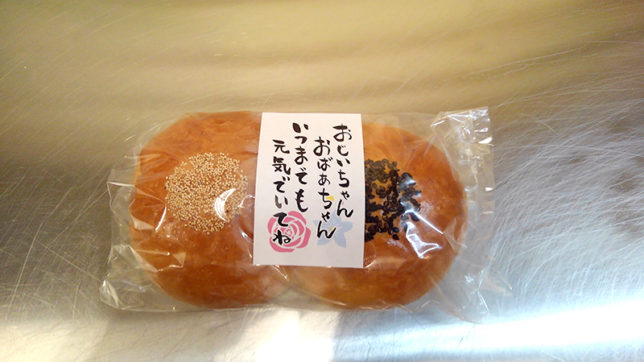 おじいちゃん
おばぁちゃん
いつまでも
元気でいてね